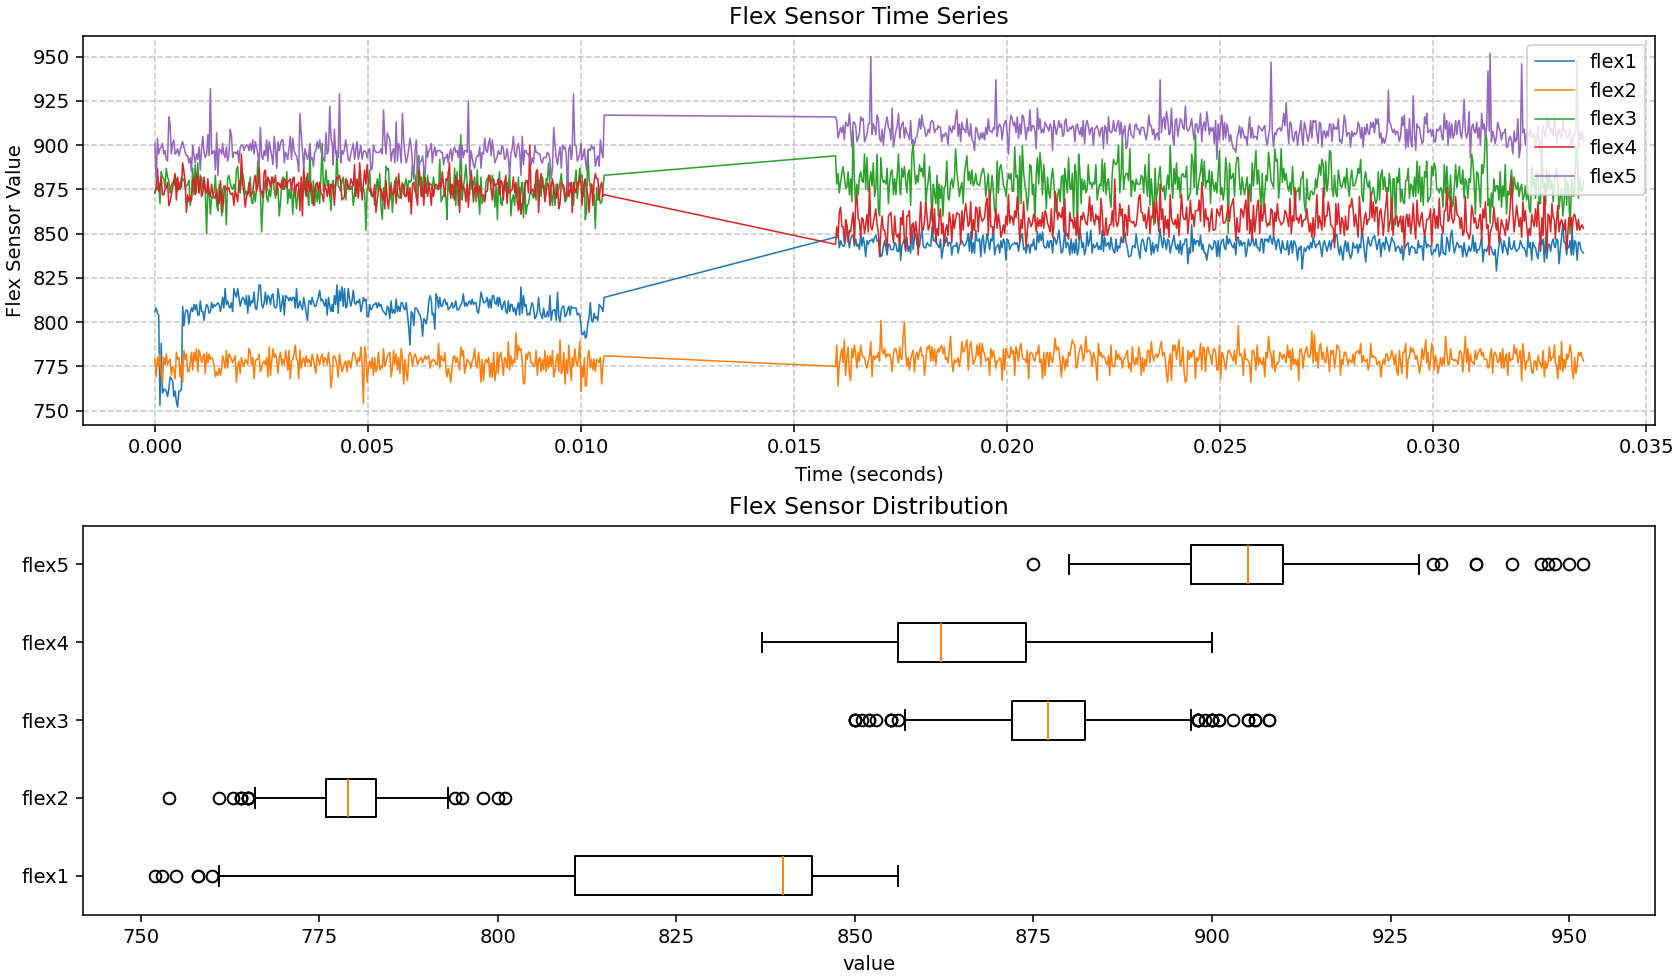 Flex Sensor Time Series
Flex Sensor Value
950
925
900
875
850
825
800
775
750
flex1
flex2
flex3
flex4
flex5
0.000 0.005 0.010 0.015 0.020 0.025 0.030 0.035
Time (seconds)
Flex Sensor Distribution
flex5
flex4
flex3
flex2
flex1
750 775 800 825 850 875 900 925 950
value